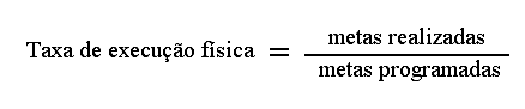 Taxa de execução física = metas realizadas
metas programadas